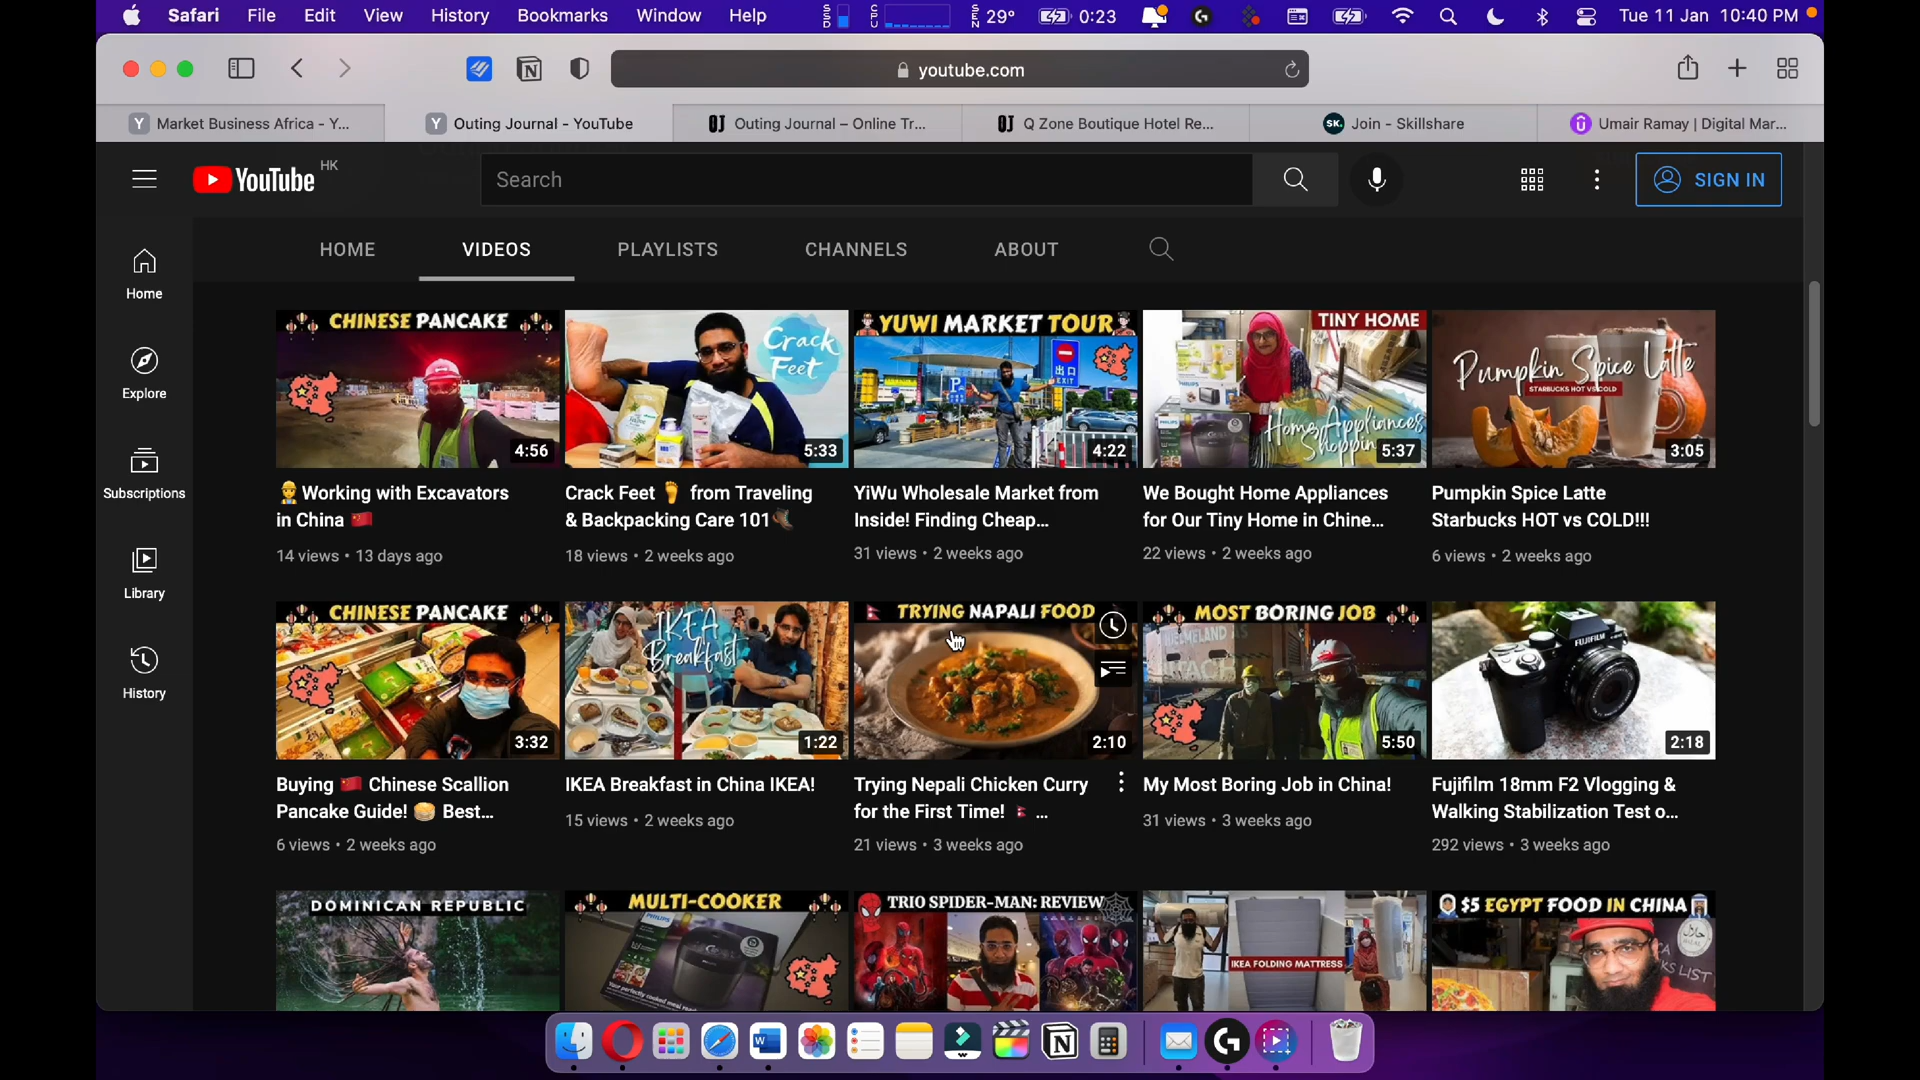 Safari File Edit View History Bookmarks Window Help 29° 0:23 Tue 11 Jan 10:40 PM
youtube.com
Market Business Africa - Y...
Outing Journal - YouTube
Outing Journal – Online Tr...
Q Zone Boutique Hotel Re...
Join - Skillshare
Umair Ramay | Digital Mar...
YouTube HK
Search
SIGN IN
HOME VIDEOS PLAYLISTS CHANNELS ABOUT
Home
Explore
Subscriptions
Library
History
CHINESE PANCAKE
4:56
Working with Excavators
in China 🇨🇳
14 views • 13 days ago
Crack
Feet
5:33
Crack Feet 🦶 from Traveling
& Backpacking Care 101🥾
18 views • 2 weeks ago
YUWI MARKET TOUR
P
出口
EXIT
4:22
YiWu Wholesale Market from
Inside! Finding Cheap...
31 views • 2 weeks ago
TINY HOME
PHILIPS
Home Appliances
Shopping
5:37
We Bought Home Appliances
for Our Tiny Home in Chine...
22 views • 2 weeks ago
Pumpkin Spice Latte
STARBUCKS HOT VS COLD
3:05
Pumpkin Spice Latte
Starbucks HOT vs COLD!!!
6 views • 2 weeks ago
CHINESE PANCAKE
3:32
Buying 🇨🇳 Chinese Scallion
Pancake Guide! 🥞 Best...
6 views • 2 weeks ago
IKEA
Breakfast
1:22
IKEA Breakfast in China IKEA!
15 views • 2 weeks ago
TRYING NAPALI FOOD
2:10
Trying Nepali Chicken Curry
for the First Time! 🇳🇵 ...
21 views • 3 weeks ago
MOST BORING JOB
5:50
My Most Boring Job in China!
31 views • 3 weeks ago
FUJIFILM
2:18
Fujifilm 18mm F2 Vlogging &
Walking Stabilization Test o...
292 views • 3 weeks ago
DOMINICAN REPUBLIC
MULTI-COOKER
PHILIPS
TRIO SPIDER-MAN: REVIEW
IKEA FOLDING MATTRESS
$5 EGYPT FOOD IN CHINA
حلال